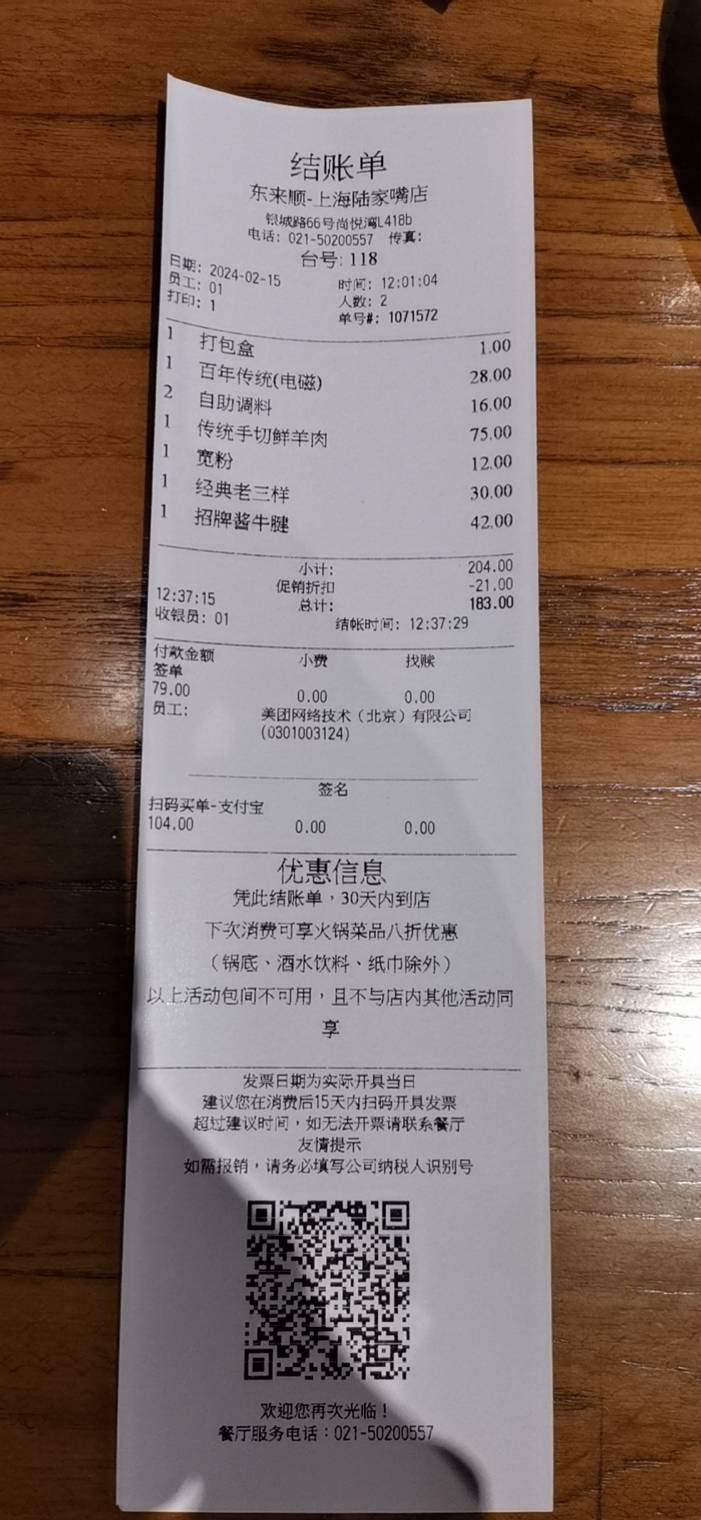 结账单
东来顺-上海陆家嘴店
银城路66号尚悦湾L418b
电话: 021-50200557 传真:
台号: 118
日期: 2024-02-15 时间: 12:01:04
员工: 01 人数: 2
打印: 1 单号#: 1071572
1 打包盒 1.00
1 百年传统(电磁) 28.00
2 自助调料 16.00
1 传统手切鲜羊肉 75.00
1 宽粉 12.00
1 经典老三样 30.00
1 招牌酱牛腱 42.00
小计: 204.00
促销折扣 -21.00
12:37:15 总计: 183.00
收银员: 01 结帐时间: 12:37:29
付款金额 小费 找赎
签单
79.00 0.00 0.00
员工: 美团网络技术（北京）有限公司
(0301003124)
签名
扫码买单-支付宝
104.00 0.00 0.00
优惠信息
凭此结账单，30天内到店
下次消费可享火锅菜品八折优惠
（锅底、酒水饮料、纸巾除外）
以上活动包间不可用，且不与店内其他活动同
享
发票日期为实际开具当日
建议您在消费后15天内扫码开具发票
超过建议时间，如无法开票请联系餐厅
友情提示
如需报销，请务必填写公司纳税人识别号
欢迎您再次光临！
餐厅服务电话：021-50200557